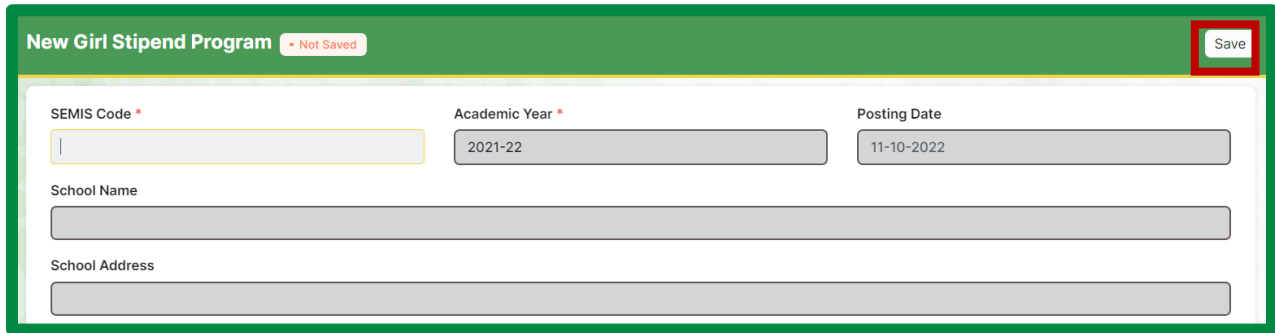 New Girl Stipend Program • Not Saved Save
SEMIS Code * Academic Year * Posting Date
2021-22 11-10-2022
School Name
School Address